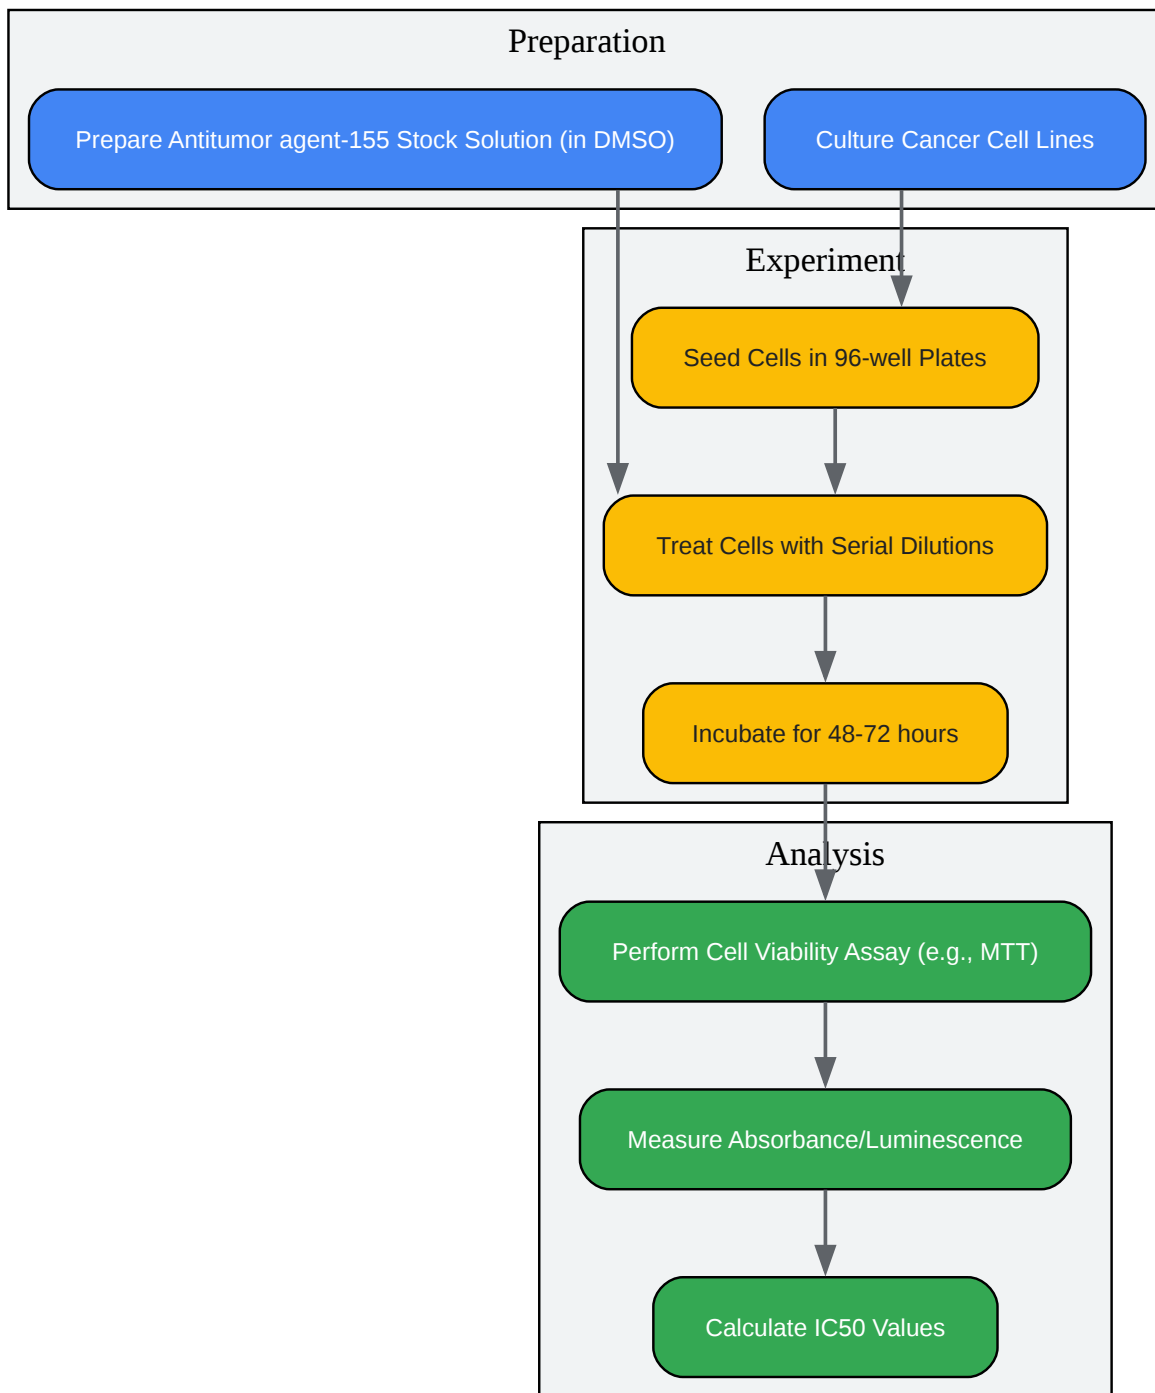 Preparation
Prepare Antitumor agent-155 Stock Solution (in DMSO)
Culture Cancer Cell Lines
Experiment
Seed Cells in 96-well Plates
Treat Cells with Serial Dilutions
Incubate for 48-72 hours
Analysis
Perform Cell Viability Assay (e.g., MTT)
Measure Absorbance/Luminescence
Calculate IC50 Values